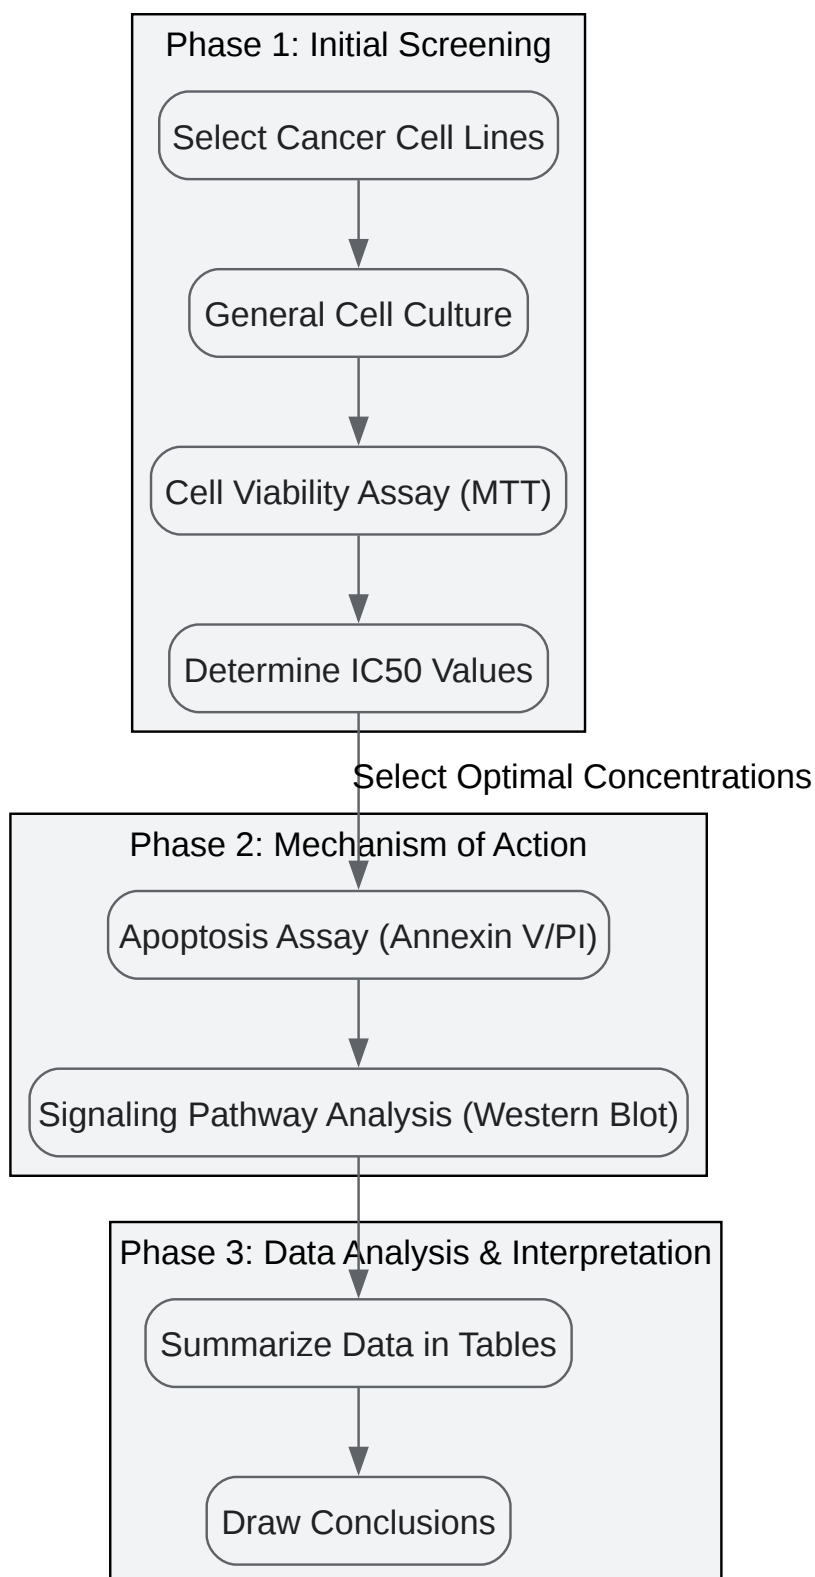 Phase 1: Initial Screening
Select Cancer Cell Lines
General Cell Culture
Cell Viability Assay (MTT)
Determine IC50 Values
Select Optimal Concentrations
Phase 2: Mechanism of Action
Apoptosis Assay (Annexin V/PI)
Signaling Pathway Analysis (Western Blot)
Phase 3: Data Analysis & Interpretation
Summarize Data in Tables
Draw Conclusions